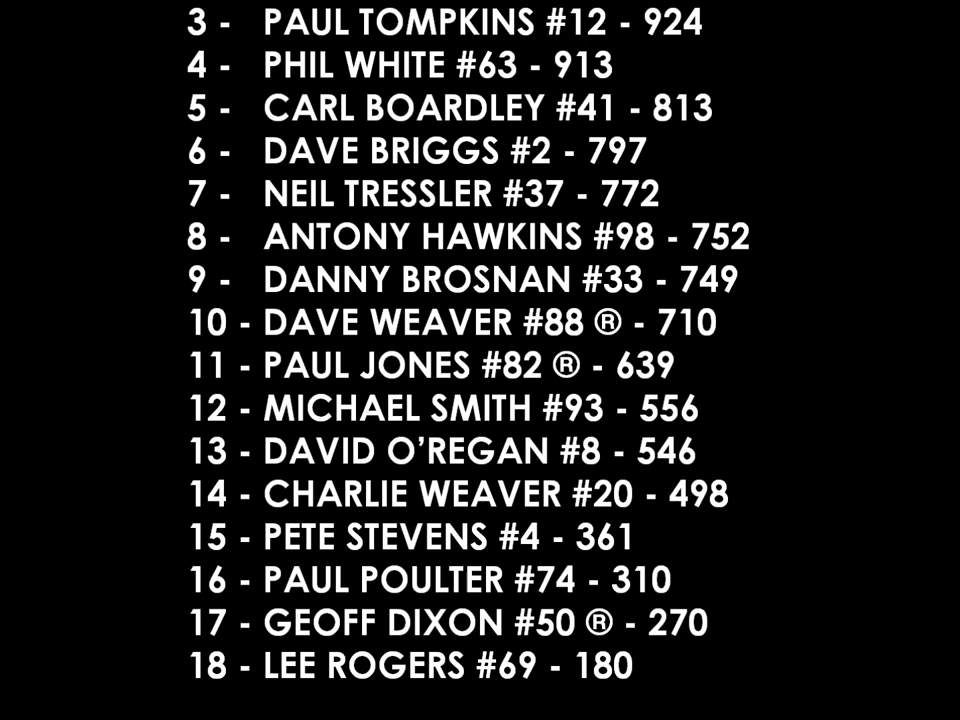 3 - PAUL TOMPKINS #12 - 924
4 - PHIL WHITE #63 - 913
5 - CARL BOARDLEY #41 - 813
6 - DAVE BRIGGS #2 - 797
7 - NEIL TRESSLER #37 - 772
8 - ANTONY HAWKINS #98 - 752
9 - DANNY BROSNAN #33 - 749
10 - DAVE WEAVER #88 ® - 710
11 - PAUL JONES #82 ® - 639
12 - MICHAEL SMITH #93 - 556
13 - DAVID O’REGAN #8 - 546
14 - CHARLIE WEAVER #20 - 498
15 - PETE STEVENS #4 - 361
16 - PAUL POULTER #74 - 310
17 - GEOFF DIXON #50 ® - 270
18 - LEE ROGERS #69 - 180